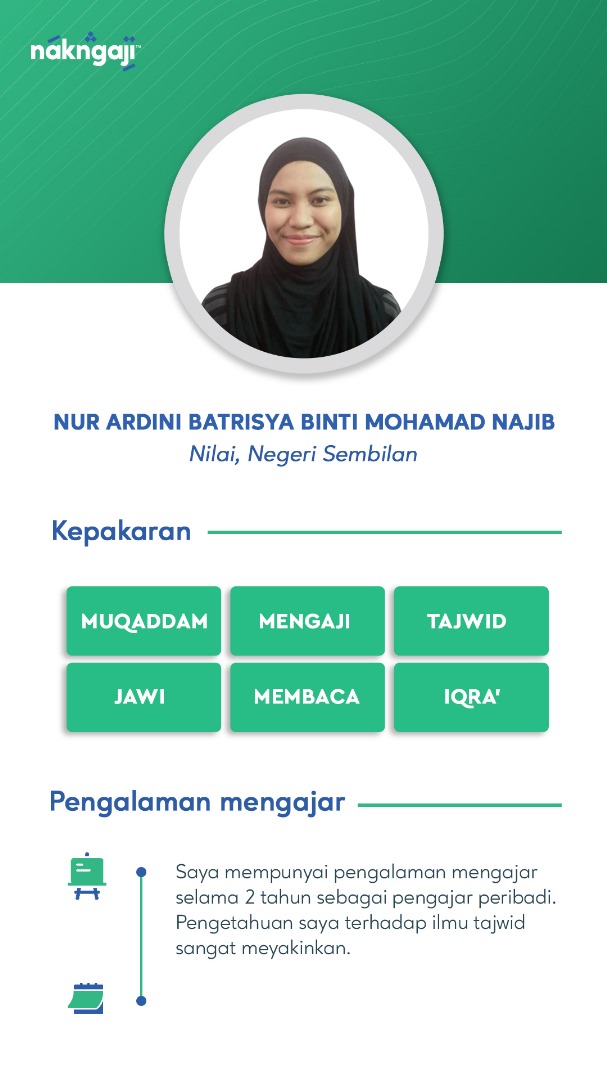 nakngaji™
NUR ARDINI BATRISYA BINTI MOHAMAD NAJIB
Nilai, Negeri Sembilan
Kepakaran
MUQADDAM MENGAJI TAJWID
JAWI MEMBACA IQRA'
Pengalaman mengajar
Saya mempunyai pengalaman mengajar
selama 2 tahun sebagai pengajar peribadi.
Pengetahuan saya terhadap ilmu tajwid
sangat meyakinkan.